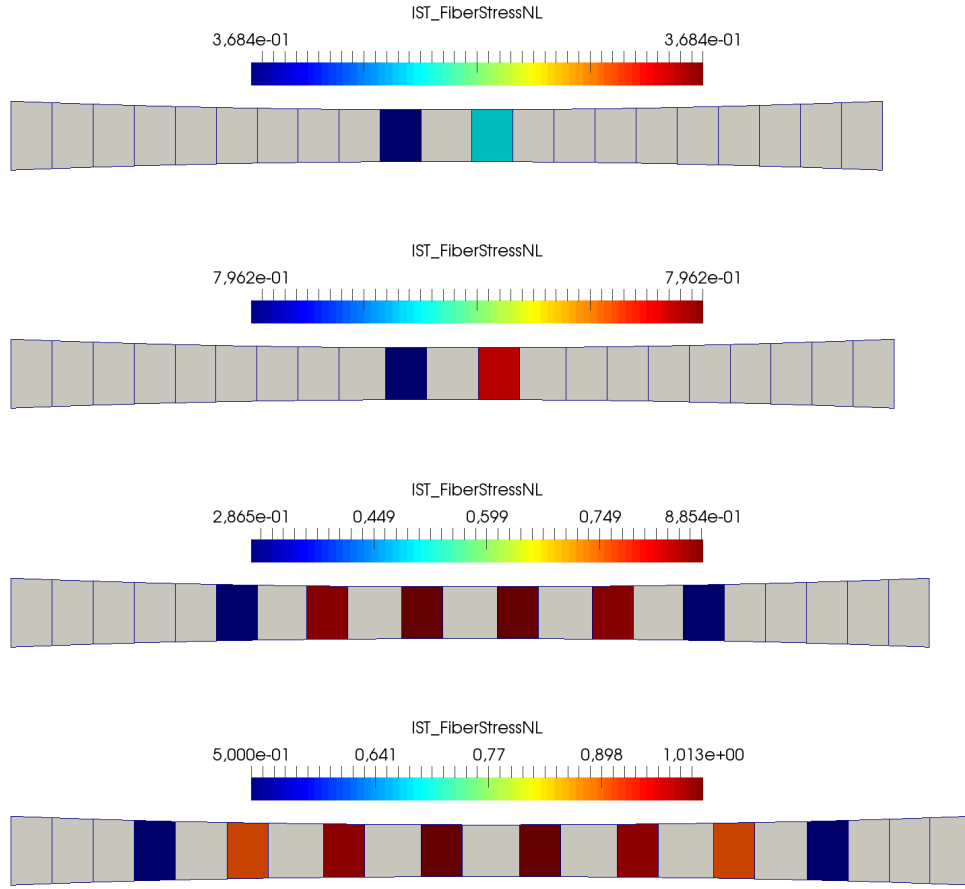 IST_FiberStressNL
3,684e-01 3,684e-01
IST_FiberStressNL
7,962e-01 7,962e-01
IST_FiberStressNL
2,865e-01 0,449 0,599 0,749 8,854e-01
IST_FiberStressNL
5,000e-01 0,641 0,77 0,898 1,013e+00